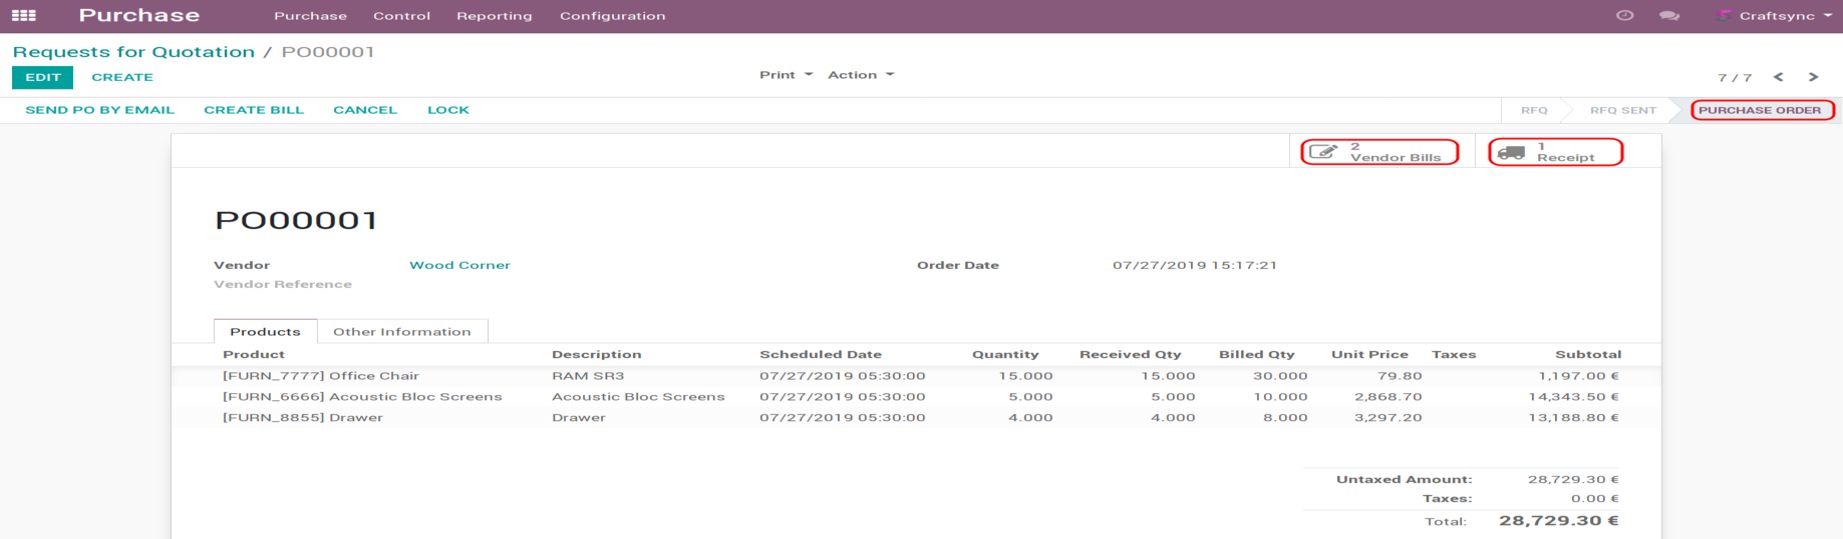 Purchase Purchase Control Reporting Configuration Craftsync
Requests for Quotation / PO00001
EDIT CREATE Print Action 7 / 7
SEND PO BY EMAIL CREATE BILL CANCEL LOCK RFQ RFQ SENT PURCHASE ORDER
2 Vendor Bills 1 Receipt
PO00001
Vendor Wood Corner Order Date 07/27/2019 15:17:21
Vendor Reference
Products Other Information
Product Description Scheduled Date Quantity Received Qty Billed Qty Unit Price Taxes Subtotal
[FURN_7777] Office Chair RAM SR3 07/27/2019 05:30:00 15.000 15.000 30.000 79.80 1,197.00 €
[FURN_6666] Acoustic Bloc Screens Acoustic Bloc Screens 07/27/2019 05:30:00 5.000 5.000 10.000 2,868.70 14,343.50 €
[FURN_8855] Drawer Drawer 07/27/2019 05:30:00 4.000 4.000 8.000 3,297.20 13,188.80 €
Untaxed Amount: 28,729.30 €
Taxes: 0.00 €
Total: 28,729.30 €